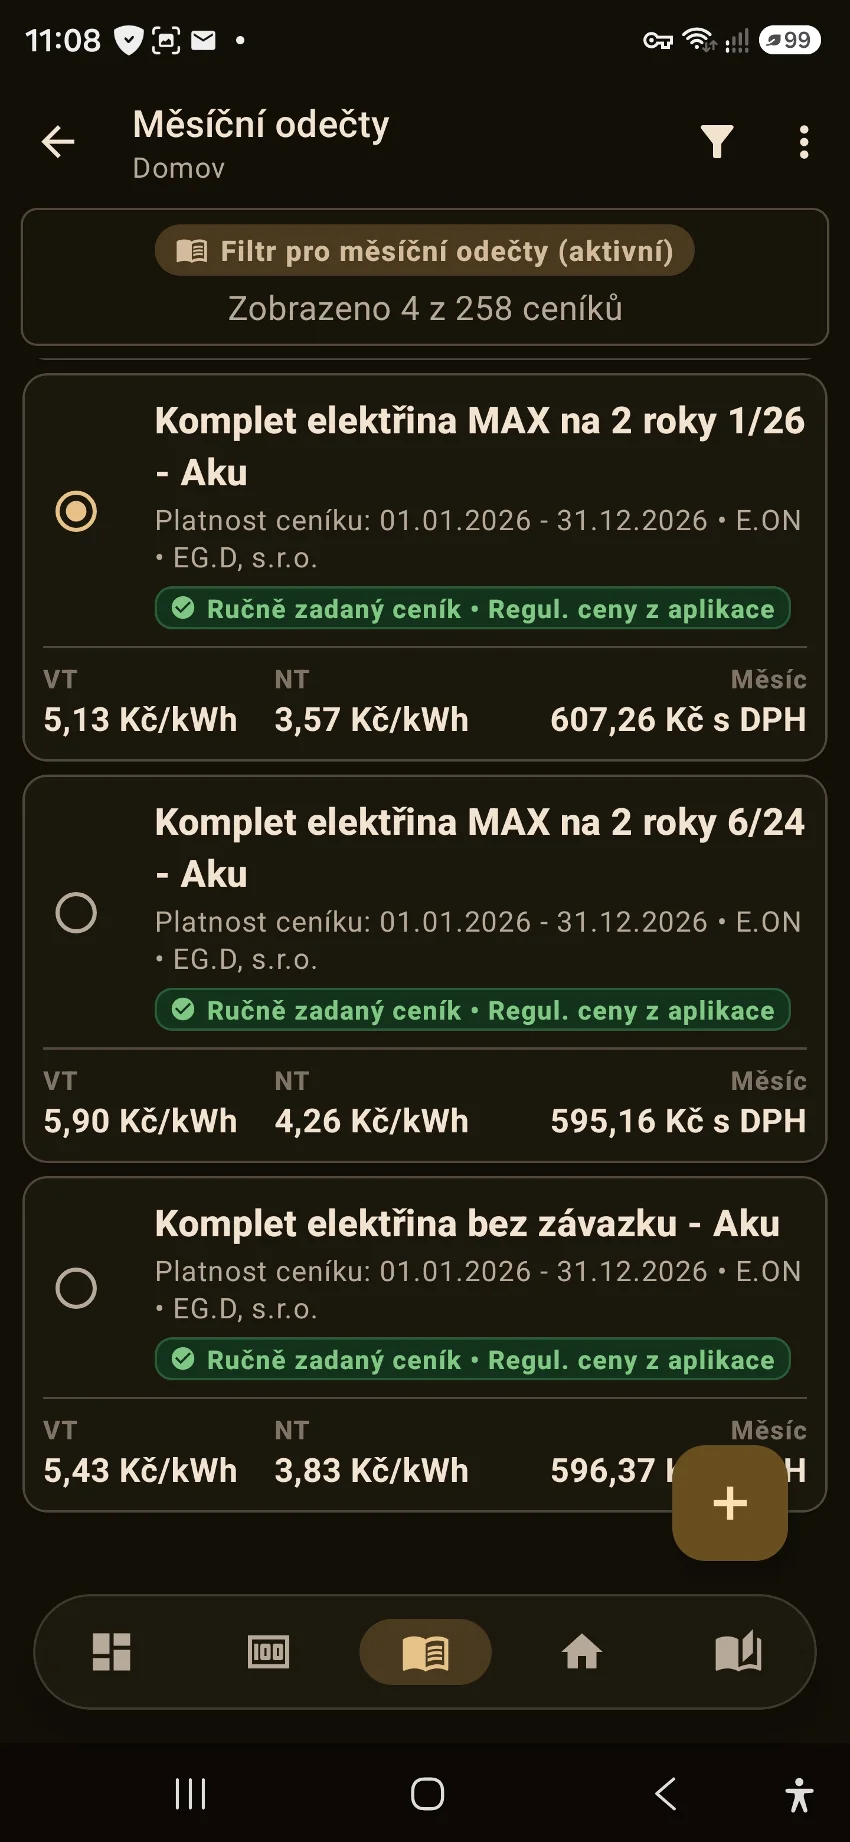 11:08
99
Měsíční odečty
Domov
Filtr pro měsíční odečty (aktivní)
Zobrazeno 4 z 258 ceníků
Komplet elektřina MAX na 2 roky 1/26
- Aku
Platnost ceníku: 01.01.2026 - 31.12.2026 • E.ON
• EG.D, s.r.o.
Ručně zadaný ceník • Regul. ceny z aplikace
VT NT Měsíc
5,13 Kč/kWh 3,57 Kč/kWh 607,26 Kč s DPH
Komplet elektřina MAX na 2 roky 6/24
- Aku
Platnost ceníku: 01.01.2026 - 31.12.2026 • E.ON
• EG.D, s.r.o.
Ručně zadaný ceník • Regul. ceny z aplikace
VT NT Měsíc
5,90 Kč/kWh 4,26 Kč/kWh 595,16 Kč s DPH
Komplet elektřina bez závazku - Aku
Platnost ceníku: 01.01.2026 - 31.12.2026 • E.ON
• EG.D, s.r.o.
Ručně zadaný ceník • Regul. ceny z aplikace
VT NT Měsíc
5,43 Kč/kWh 3,83 Kč/kWh 596,37
100